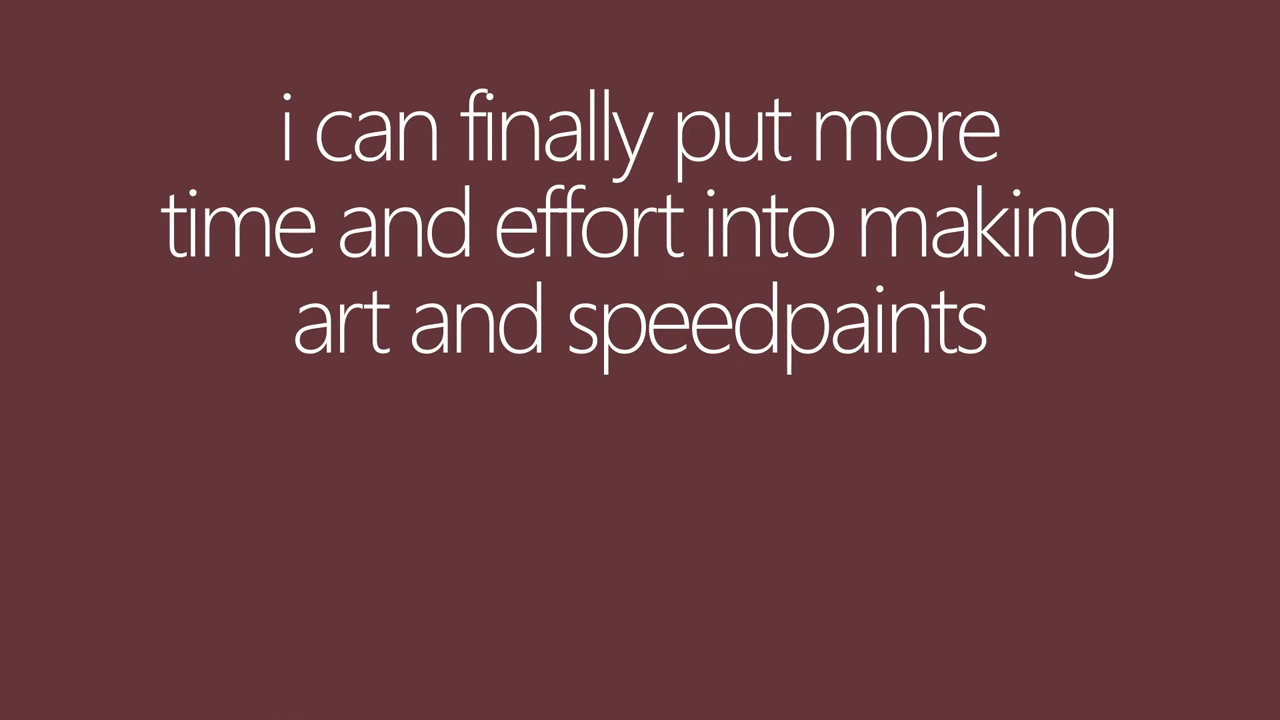 i can finally put more
time and effort into making
art and speedpaints